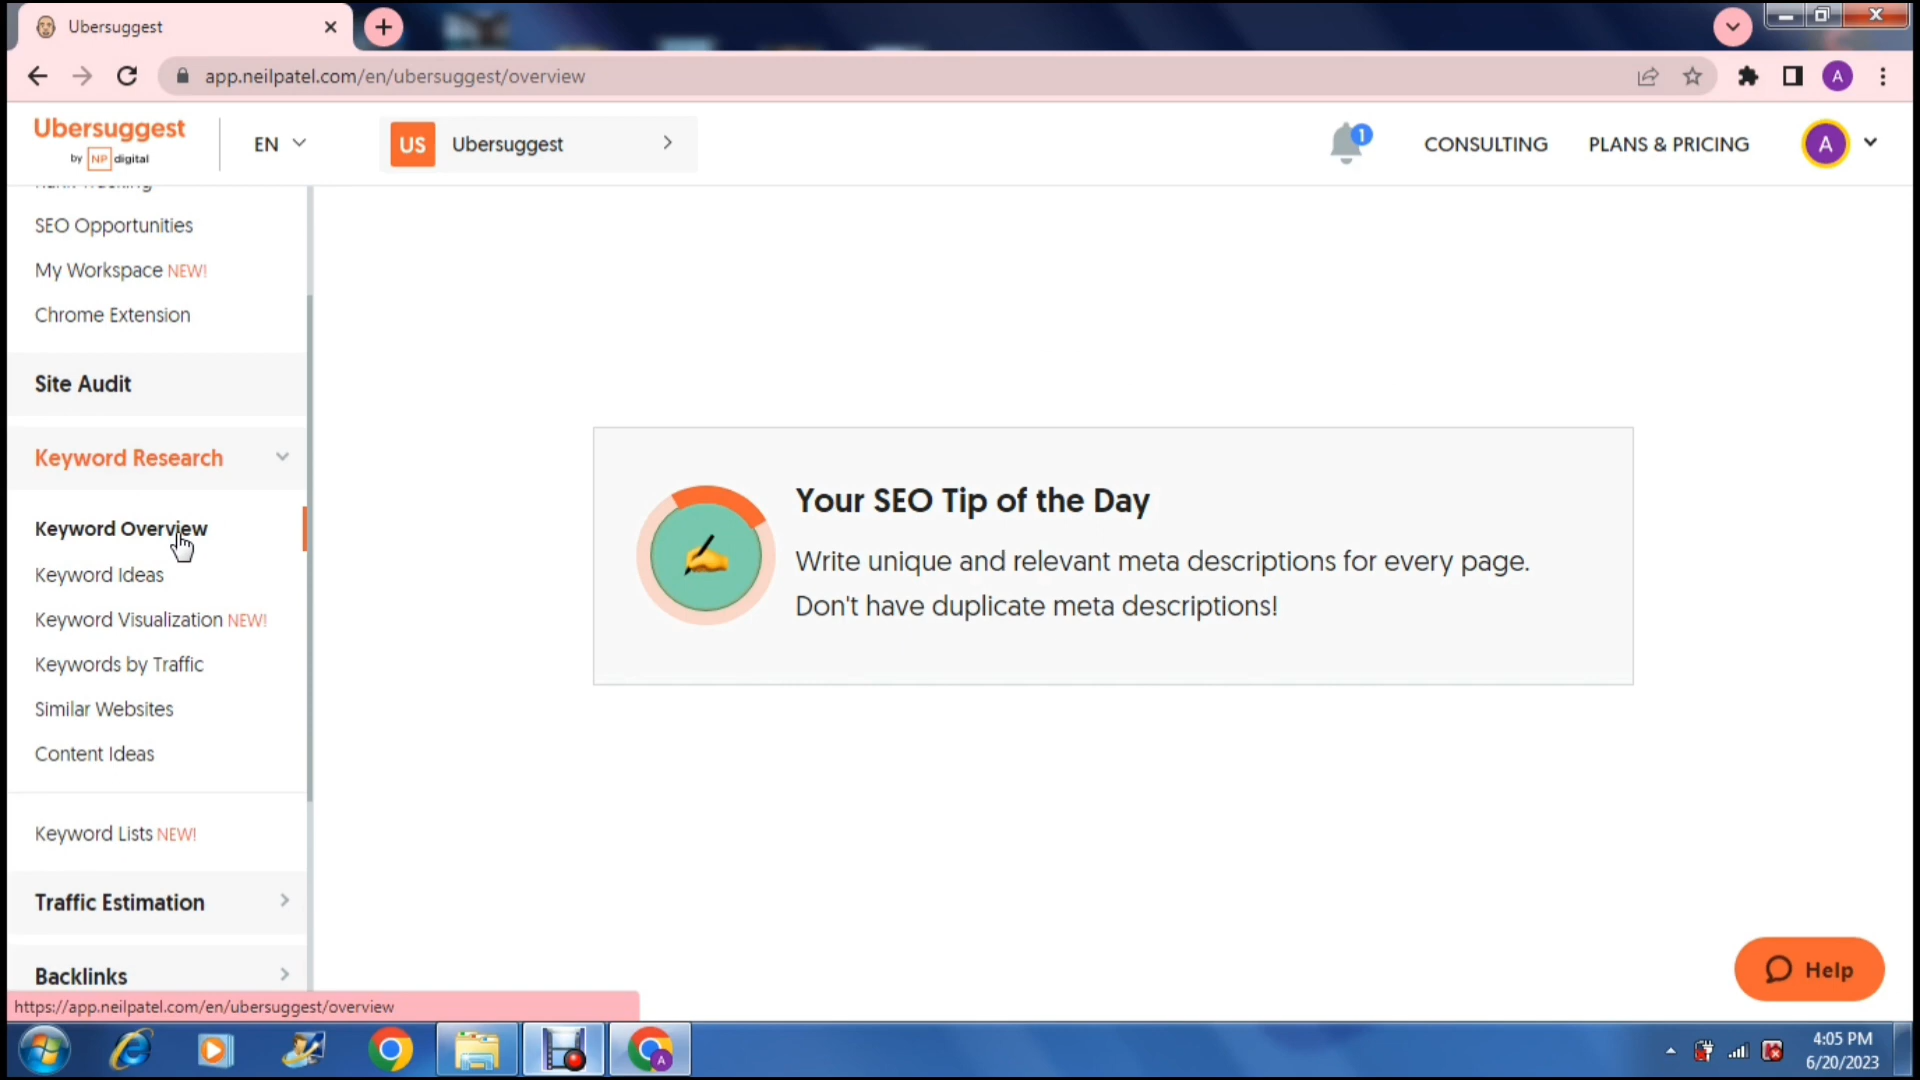 Ubersuggest
app.neilpatel.com/en/ubersuggest/overview
A
Ubersuggest
by NP digital
EN
US Ubersuggest
1
CONSULTING
PLANS & PRICING
A
Rank Tracking
SEO Opportunities
My Workspace NEW!
Chrome Extension
Site Audit
Keyword Research
Keyword Overview
Keyword Ideas
Keyword Visualization NEW!
Keywords by Traffic
Similar Websites
Content Ideas
Keyword Lists NEW!
Traffic Estimation
Backlinks
Your SEO Tip of the Day
Write unique and relevant meta descriptions for every page.
Don't have duplicate meta descriptions!
Help
https://app.neilpatel.com/en/ubersuggest/overview
A
4:05 PM
6/20/2023